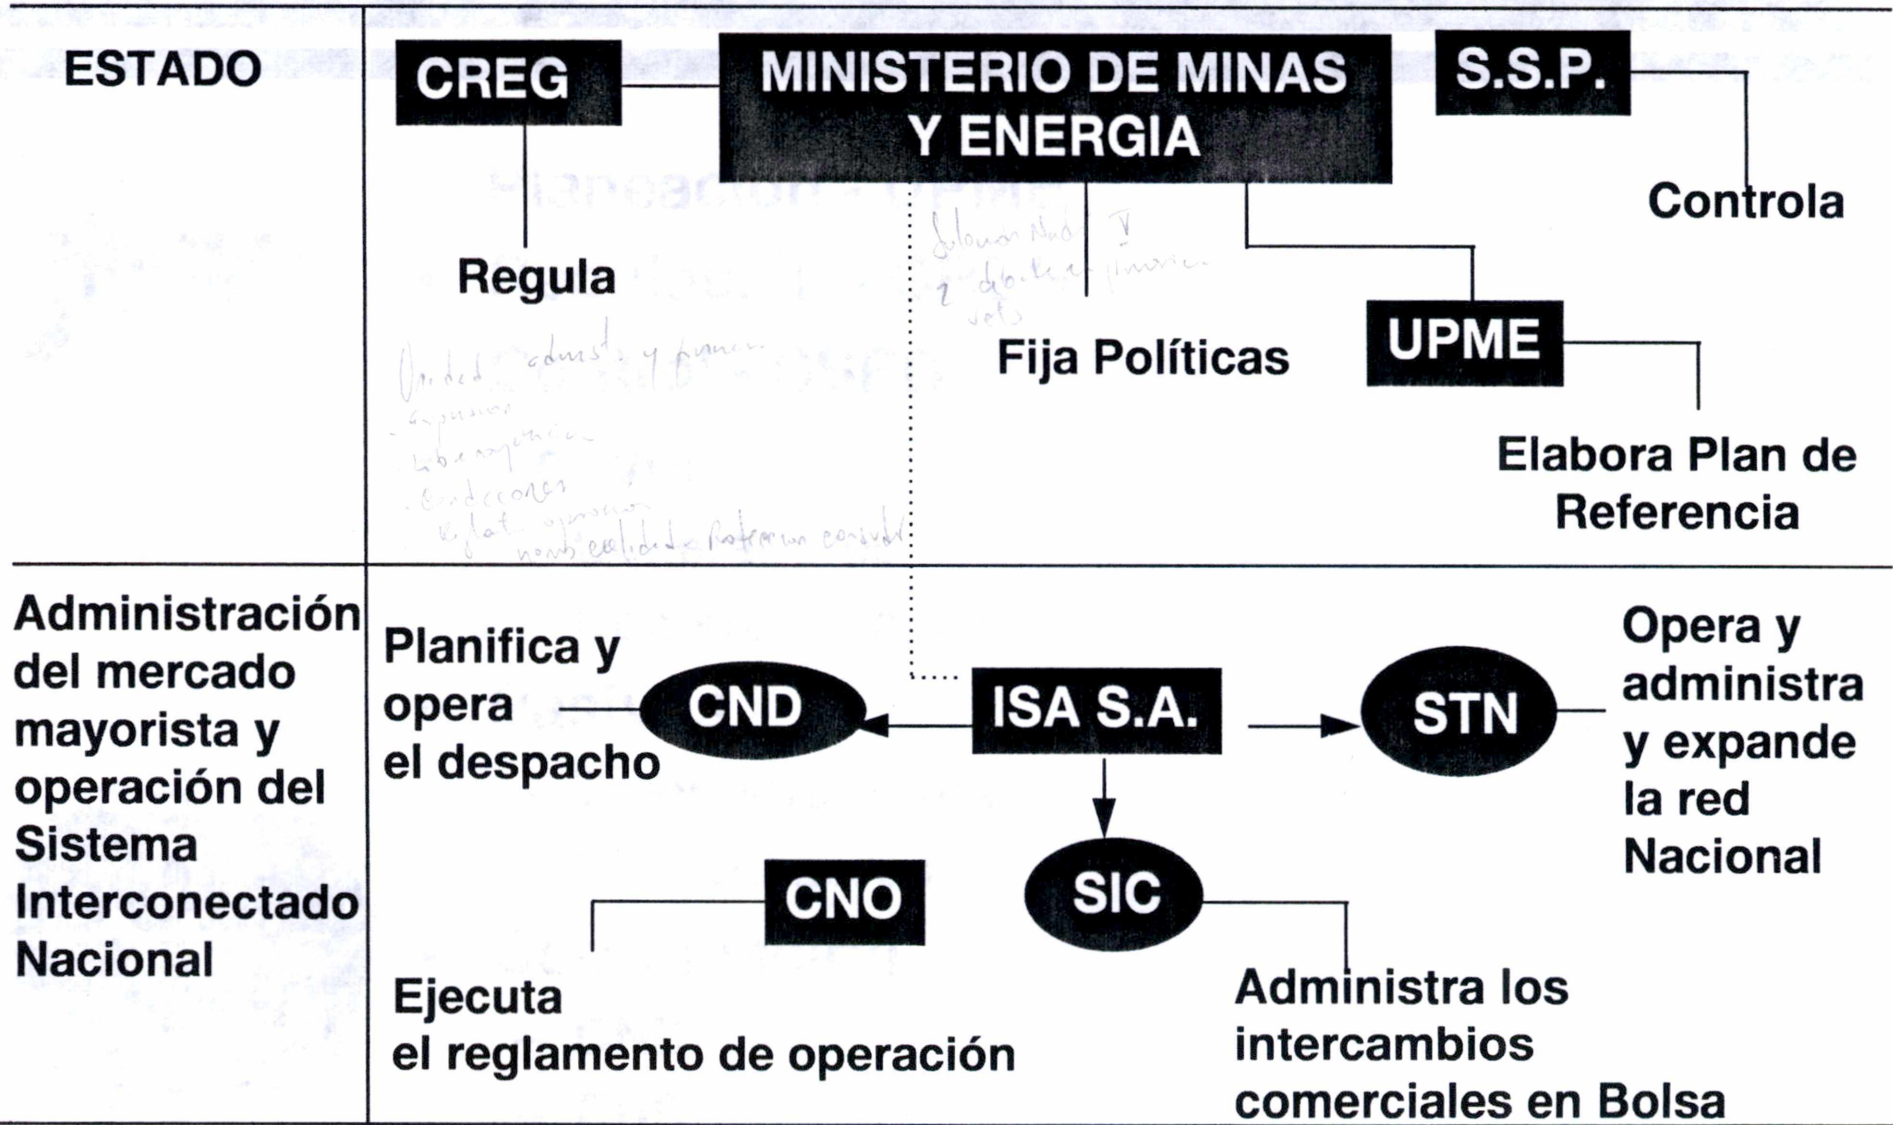 ESTADO
CREG
MINISTERIO DE MINAS
Y ENERGIA
S.S.P.
Controla
Regula
Fija Políticas
UPME
Elabora Plan de
Referencia
Administración
del mercado
mayorista y
operación del
Sistema
Interconectado
Nacional
Planifica y
opera
el despacho
CND
ISA S.A.
STN
Opera y
administra
y expande
la red
Nacional
CNO
SIC
Ejecuta
el reglamento de operación
Administra los
intercambios
comerciales en Bolsa